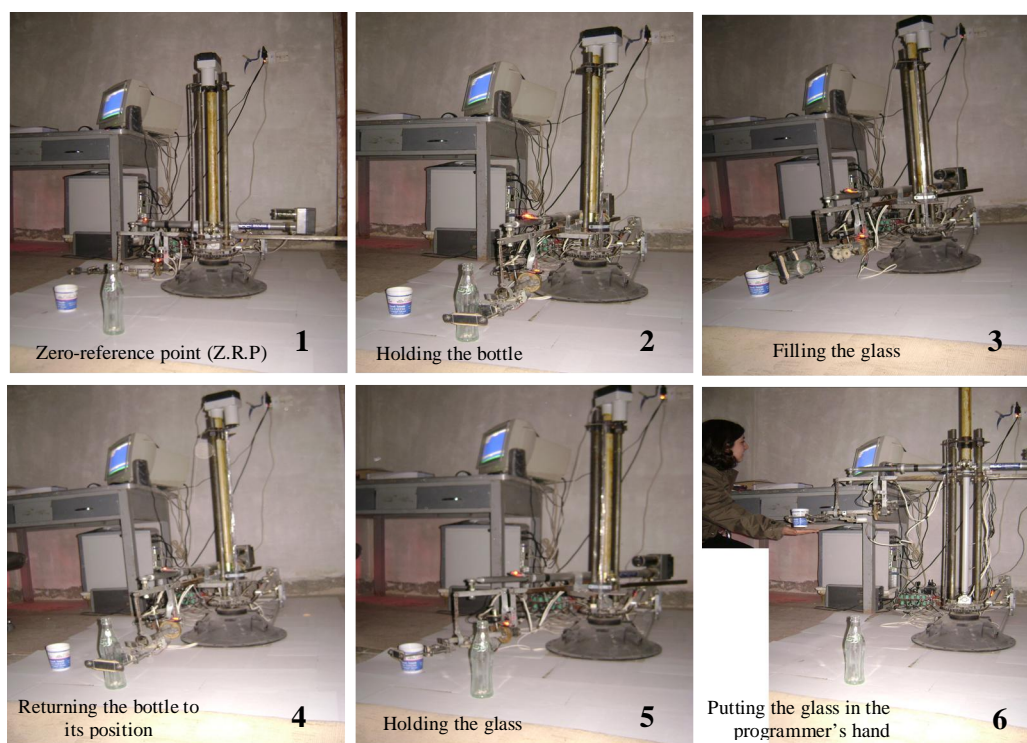 Zero-reference point (Z.R.P)
1
Holding the bottle
2
Filling the glass
3
Returning the bottle to
its position
4
Holding the glass
5
Putting the glass in the
programmer's hand
6